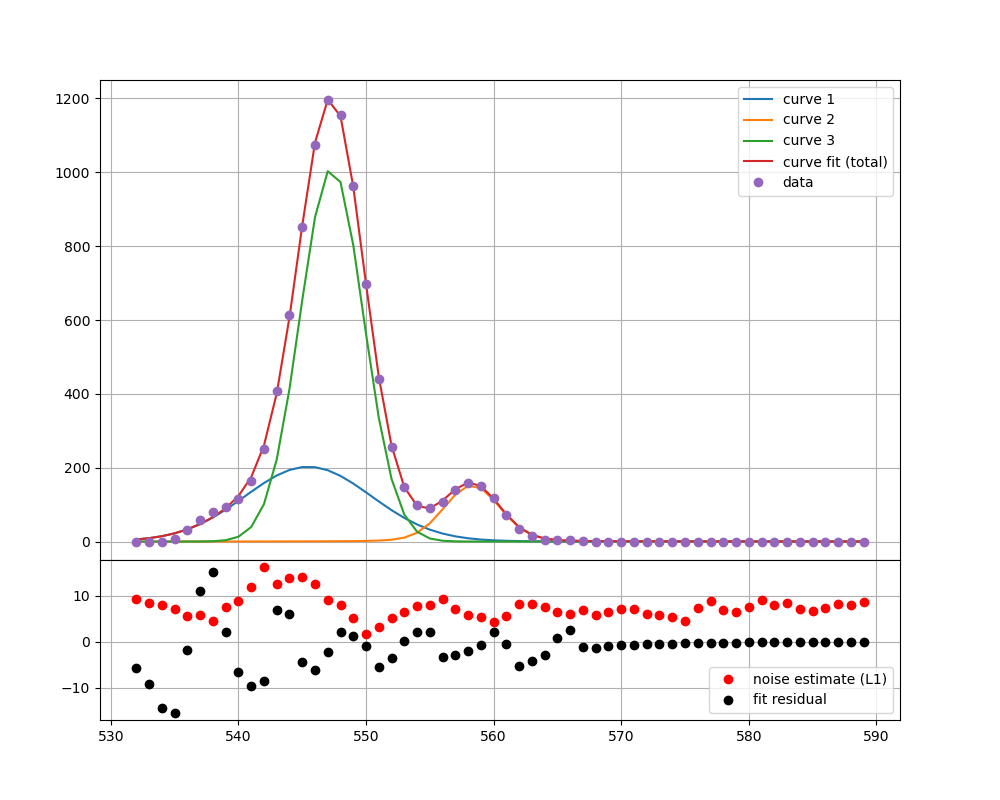 1200
1000
800
600
400
200
0
curve 1
curve 2
curve 3
curve fit (total)
data
10
0
−10
noise estimate (L1)
fit residual
530 540 550 560 570 580 590